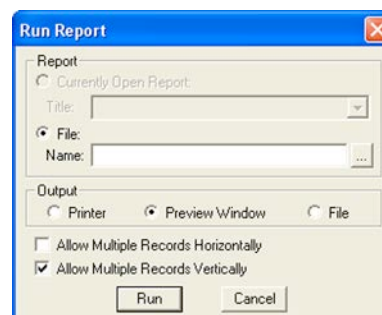 Run Report
Report
Currently Open Report:
Title:
File:
Name:
...
Output
Printer Preview Window File
Allow Multiple Records Horizontally
Allow Multiple Records Vertically
Run Cancel